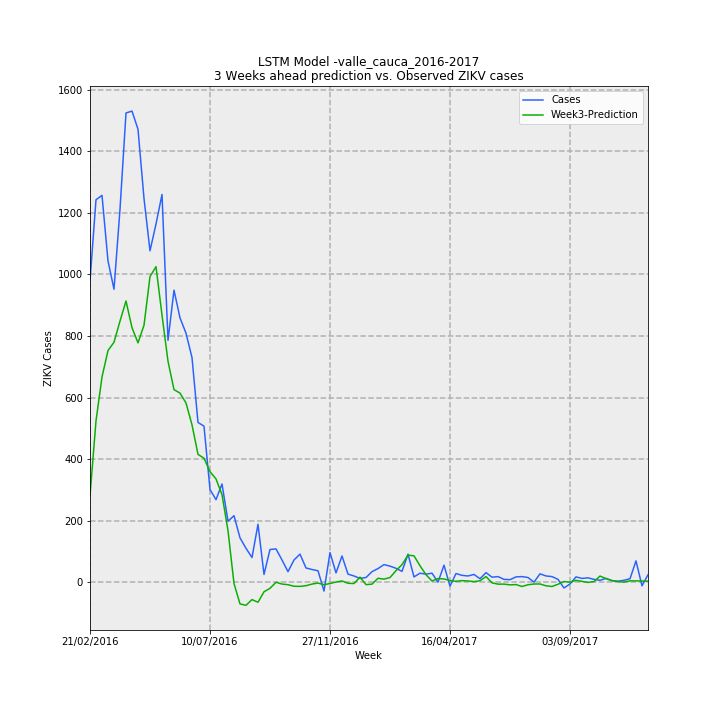 LSTM Model -valle_cauca_2016-2017
3 Weeks ahead prediction vs. Observed ZIKV cases
Cases
Week3-Prediction
1600
1400
1200
1000
800
600
400
200
0
ZIKV Cases
21/02/2016
10/07/2016
27/11/2016
16/04/2017
03/09/2017
Week